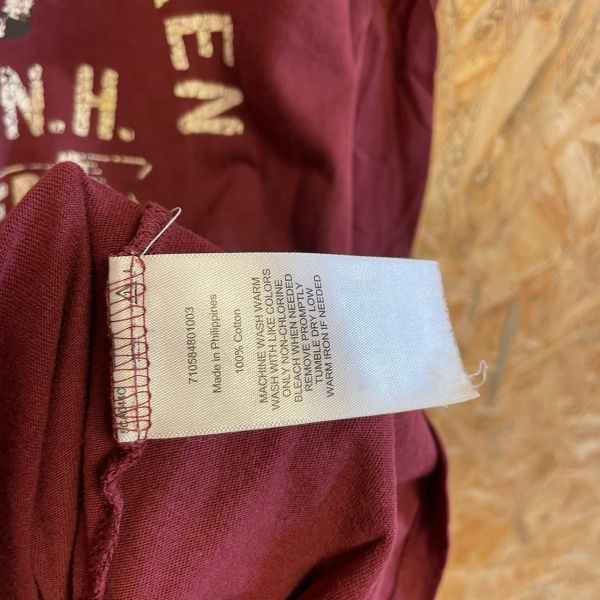 EN
N.H.
710584801003
Made in Philippines
100% Cotton
MACHINE WASH WARM
WASH WITH LIKE COLORS
ONLY NON-CHLORINE
BLEACH WHEN NEEDED
REMOVE PROMPTLY
TUMBLE DRY LOW
WARM IRON IF NEEDED